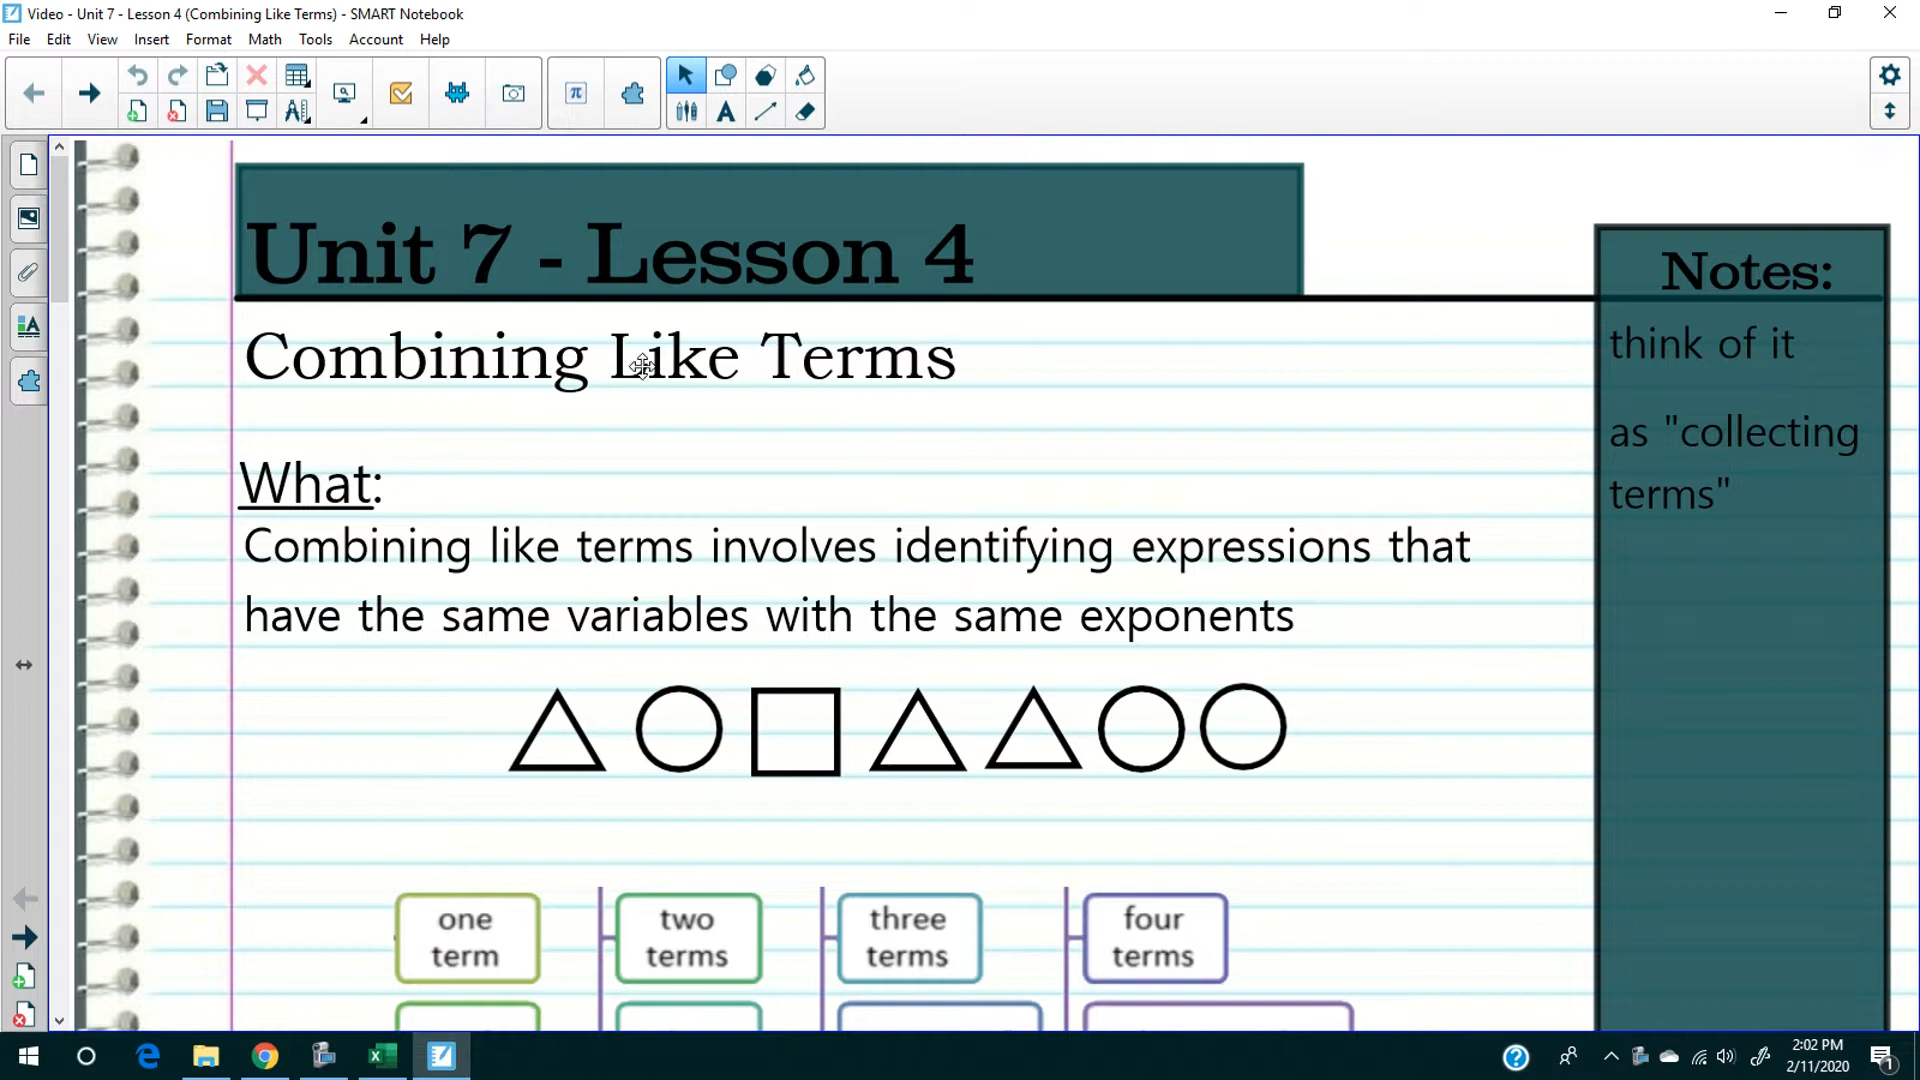 Video - Unit 7 - Lesson 4 (Combining Like Terms) - SMART Notebook
File Edit View Insert Format Math Tools Account Help
Unit 7 - Lesson 4
Notes:
Combining Like Terms
think of it
as "collecting
terms"
What:
Combining like terms involves identifying expressions that
have the same variables with the same exponents
one
term
two
terms
three
terms
four
terms
2:02 PM
2/11/2020
1